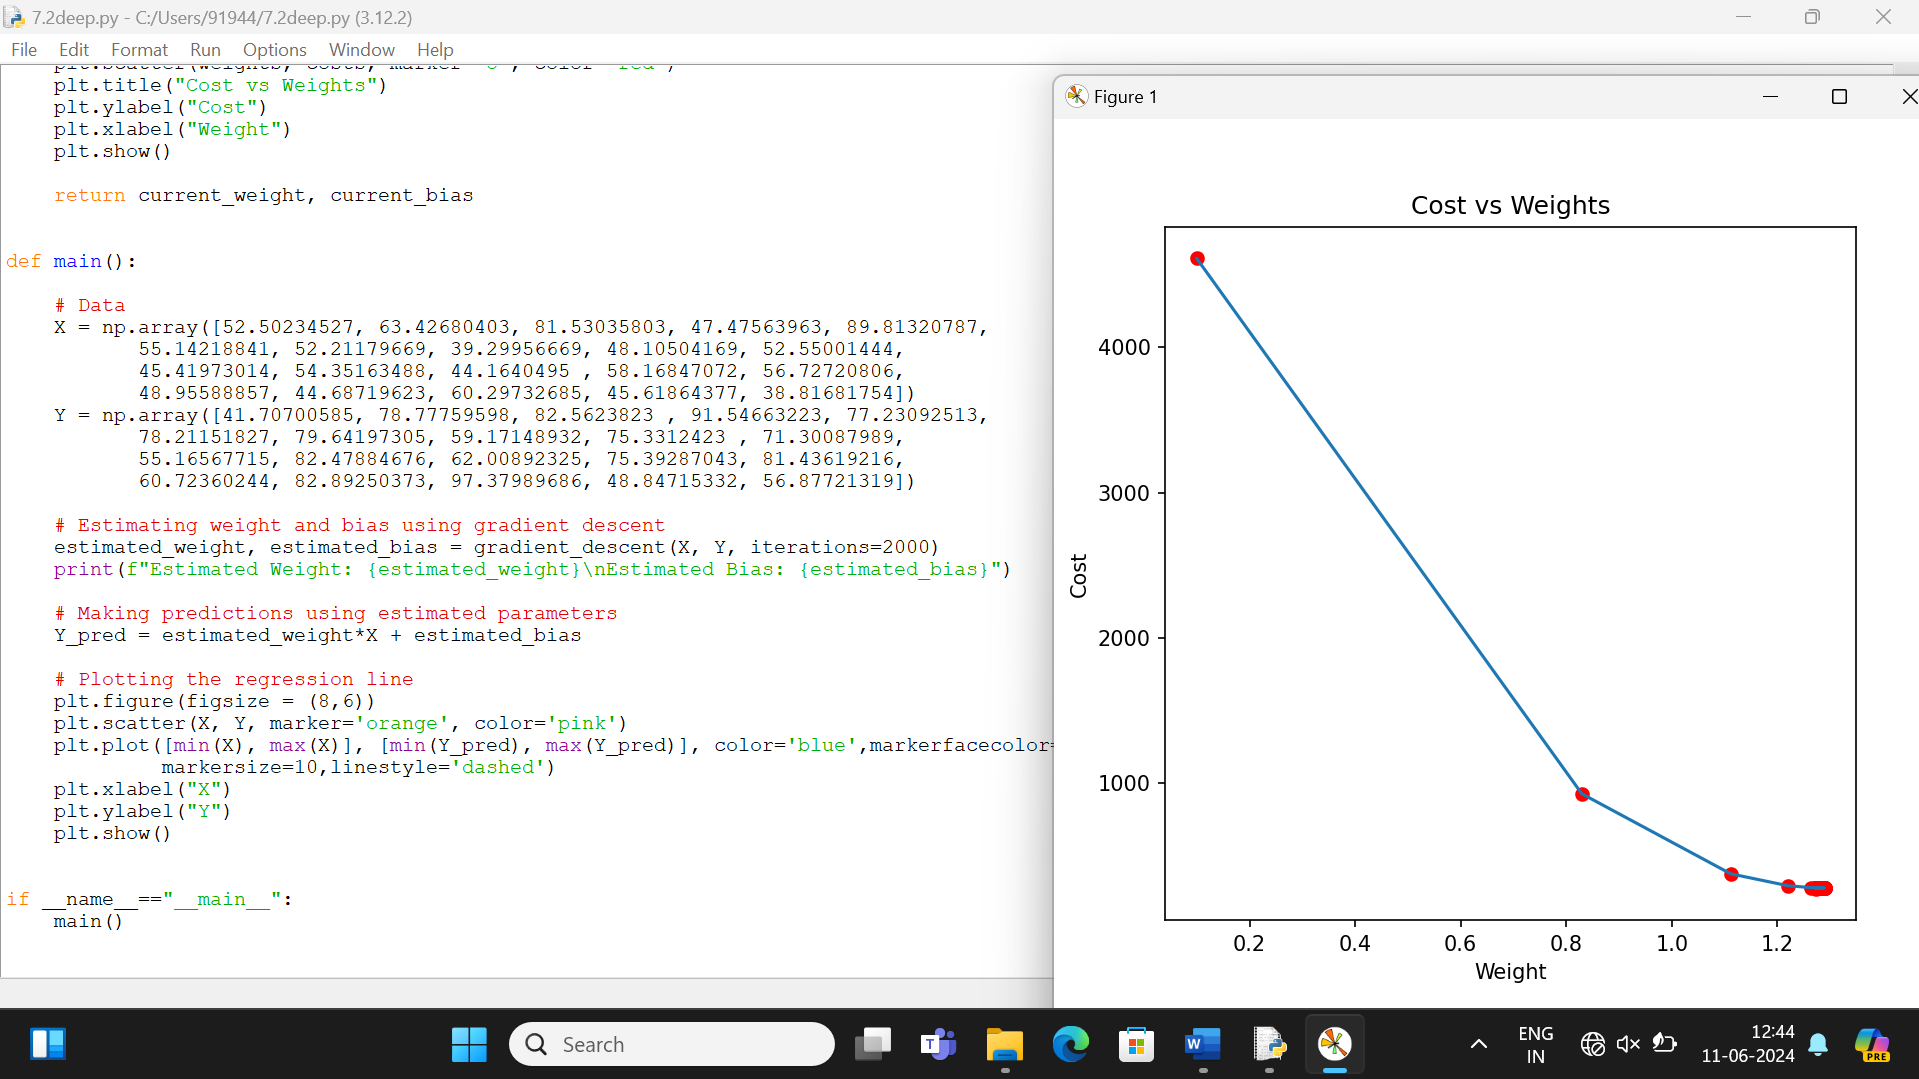 7.2deep.py - C:/Users/91944/7.2deep.py (3.12.2)
File Edit Format Run Options Window Help
plt.scatter(weights, costs, marker='o', color='red')
plt.title("Cost vs Weights")
plt.ylabel("Cost")
plt.xlabel("Weight")
plt.show()
return current_weight, current_bias
def main():
# Data
X = np.array([52.50234527, 63.42680403, 81.53035803, 47.47563963, 89.81320787,
55.14218841, 52.21179669, 39.29956669, 48.10504169, 52.55001444,
45.41973014, 54.35163488, 44.1640495 , 58.16847072, 56.72720806,
48.95588857, 44.68719623, 60.29732685, 45.61864377, 38.81681754])
Y = np.array([41.70700585, 78.77759598, 82.5623823 , 91.54663223, 77.23092513,
78.21151827, 79.64197305, 59.17148932, 75.3312423 , 71.30087989,
55.16567715, 82.47884676, 62.00892325, 75.39287043, 81.43619216,
60.72360244, 82.89250373, 97.37989686, 48.84715332, 56.87721319])
# Estimating weight and bias using gradient descent
estimated_weight, estimated_bias = gradient_descent(X, Y, iterations=2000)
print(f"Estimated Weight: {estimated_weight}\nEstimated Bias: {estimated_bias}")
# Making predictions using estimated parameters
Y_pred = estimated_weight*X + estimated_bias
# Plotting the regression line
plt.figure(figsize = (8,6))
plt.scatter(X, Y, marker='orange', color='pink')
plt.plot([min(X), max(X)], [min(Y_pred), max(Y_pred)], color='blue',markerfacecolor=
markersize=10,linestyle='dashed')
plt.xlabel("X")
plt.ylabel("Y")
plt.show()
if __name__=="__main__":
main()
Figure 1
Cost vs Weights
4000
3000
2000
1000
Cost
0.2 0.4 0.6 0.8 1.0 1.2
Weight
Search
T
W
ENG
IN
12:44
11-06-2024
PRE